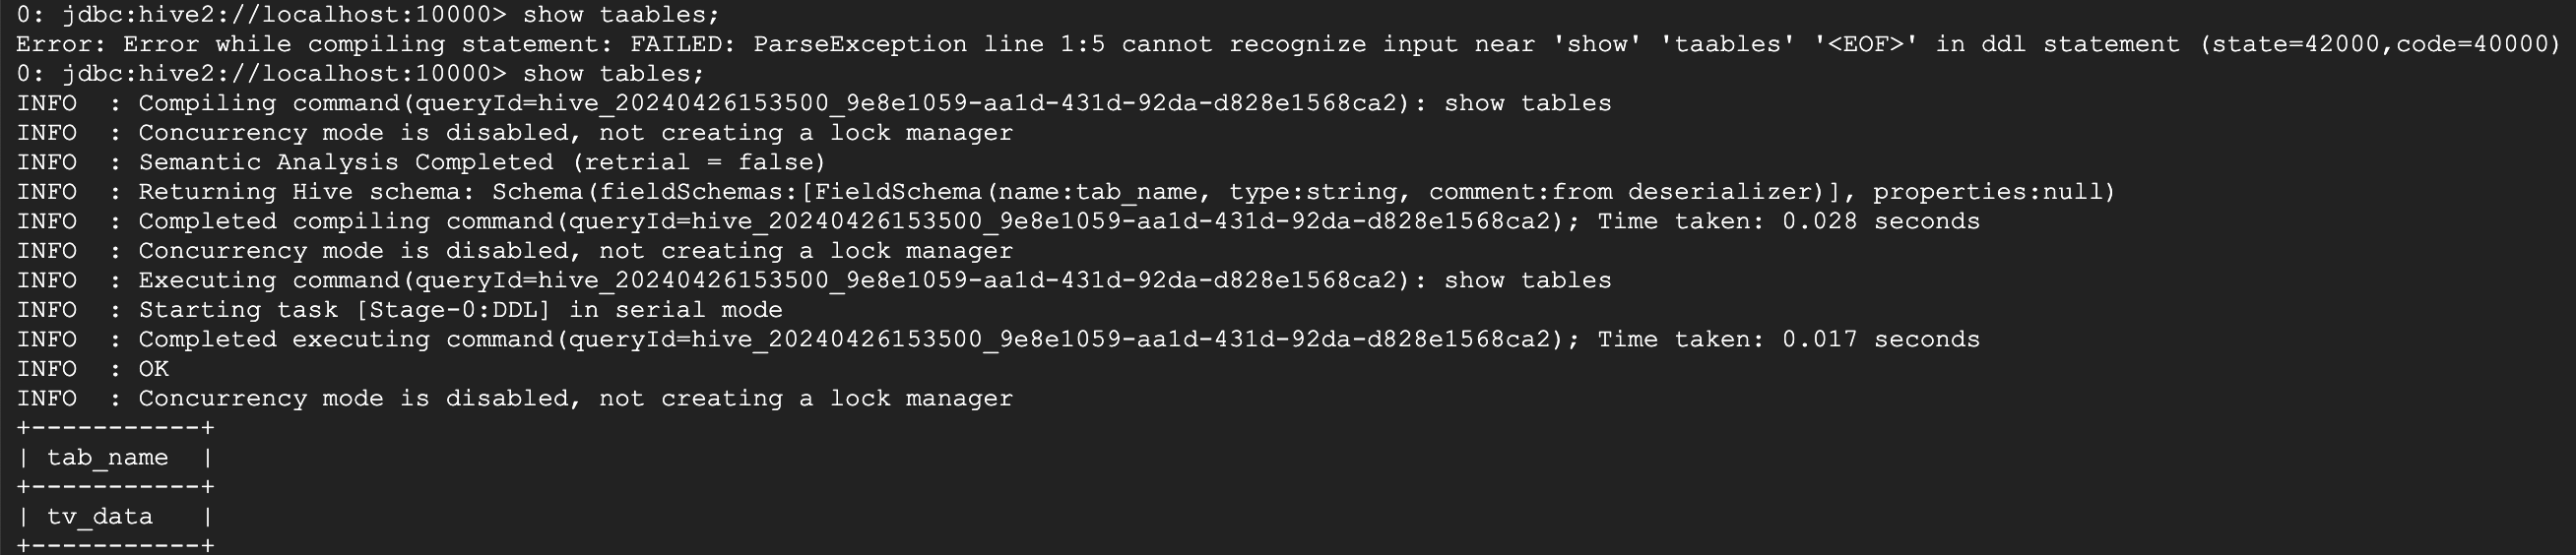 0: jdbc:hive2://localhost:10000> show taables;
Error: Error while compiling statement: FAILED: ParseException line 1:5 cannot recognize input near 'show' 'taables' '<EOF>' in ddl statement (state=42000,code=40000)
0: jdbc:hive2://localhost:10000> show tables;
INFO  : Compiling command(queryId=hive_20240426153500_9e8e1059-aa1d-431d-92da-d828e1568ca2): show tables
INFO  : Concurrency mode is disabled, not creating a lock manager
INFO  : Semantic Analysis Completed (retrial = false)
INFO  : Returning Hive schema: Schema(fieldSchemas:[FieldSchema(name:tab_name, type:string, comment:from deserializer)], properties:null)
INFO  : Completed compiling command(queryId=hive_20240426153500_9e8e1059-aa1d-431d-92da-d828e1568ca2); Time taken: 0.028 seconds
INFO  : Concurrency mode is disabled, not creating a lock manager
INFO  : Executing command(queryId=hive_20240426153500_9e8e1059-aa1d-431d-92da-d828e1568ca2): show tables
INFO  : Starting task [Stage-0:DDL] in serial mode
INFO  : Completed executing command(queryId=hive_20240426153500_9e8e1059-aa1d-431d-92da-d828e1568ca2); Time taken: 0.017 seconds
INFO  : OK
INFO  : Concurrency mode is disabled, not creating a lock manager
+-----------+
| tab_name  |
+-----------+
| tv_data   |
+-----------+